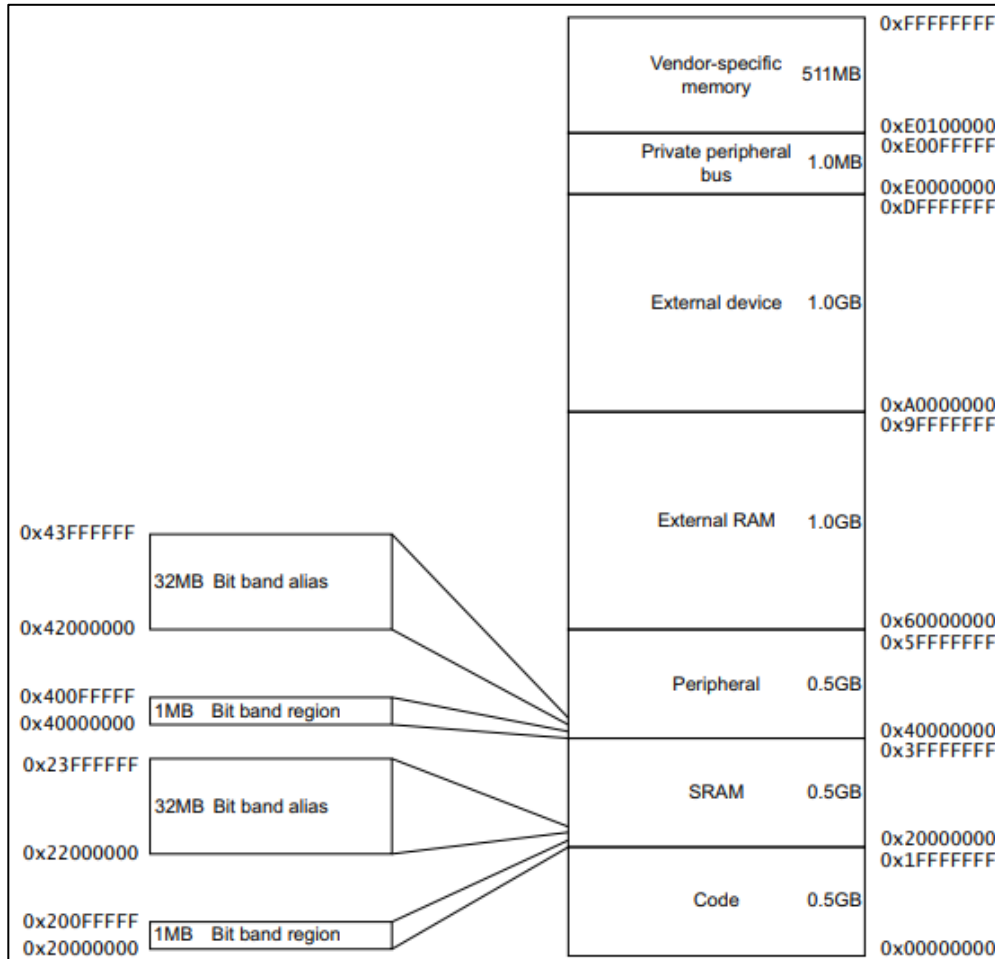 0xFFFFFFFF
Vendor-specific
memory
511MB
0xE0100000
0xE00FFFFF
Private peripheral
bus
1.0MB
0xE0000000
0xDFFFFFFF
External device 1.0GB
0xA0000000
0x9FFFFFFF
External RAM 1.0GB
0x60000000
0x5FFFFFFF
Peripheral 0.5GB
0x40000000
0x3FFFFFFF
SRAM 0.5GB
0x20000000
0x1FFFFFFF
Code 0.5GB
0x00000000
0x43FFFFFF
32MB Bit band alias
0x42000000
0x400FFFFF
1MB Bit band region
0x40000000
0x23FFFFFF
32MB Bit band alias
0x22000000
0x200FFFFF
1MB Bit band region
0x20000000